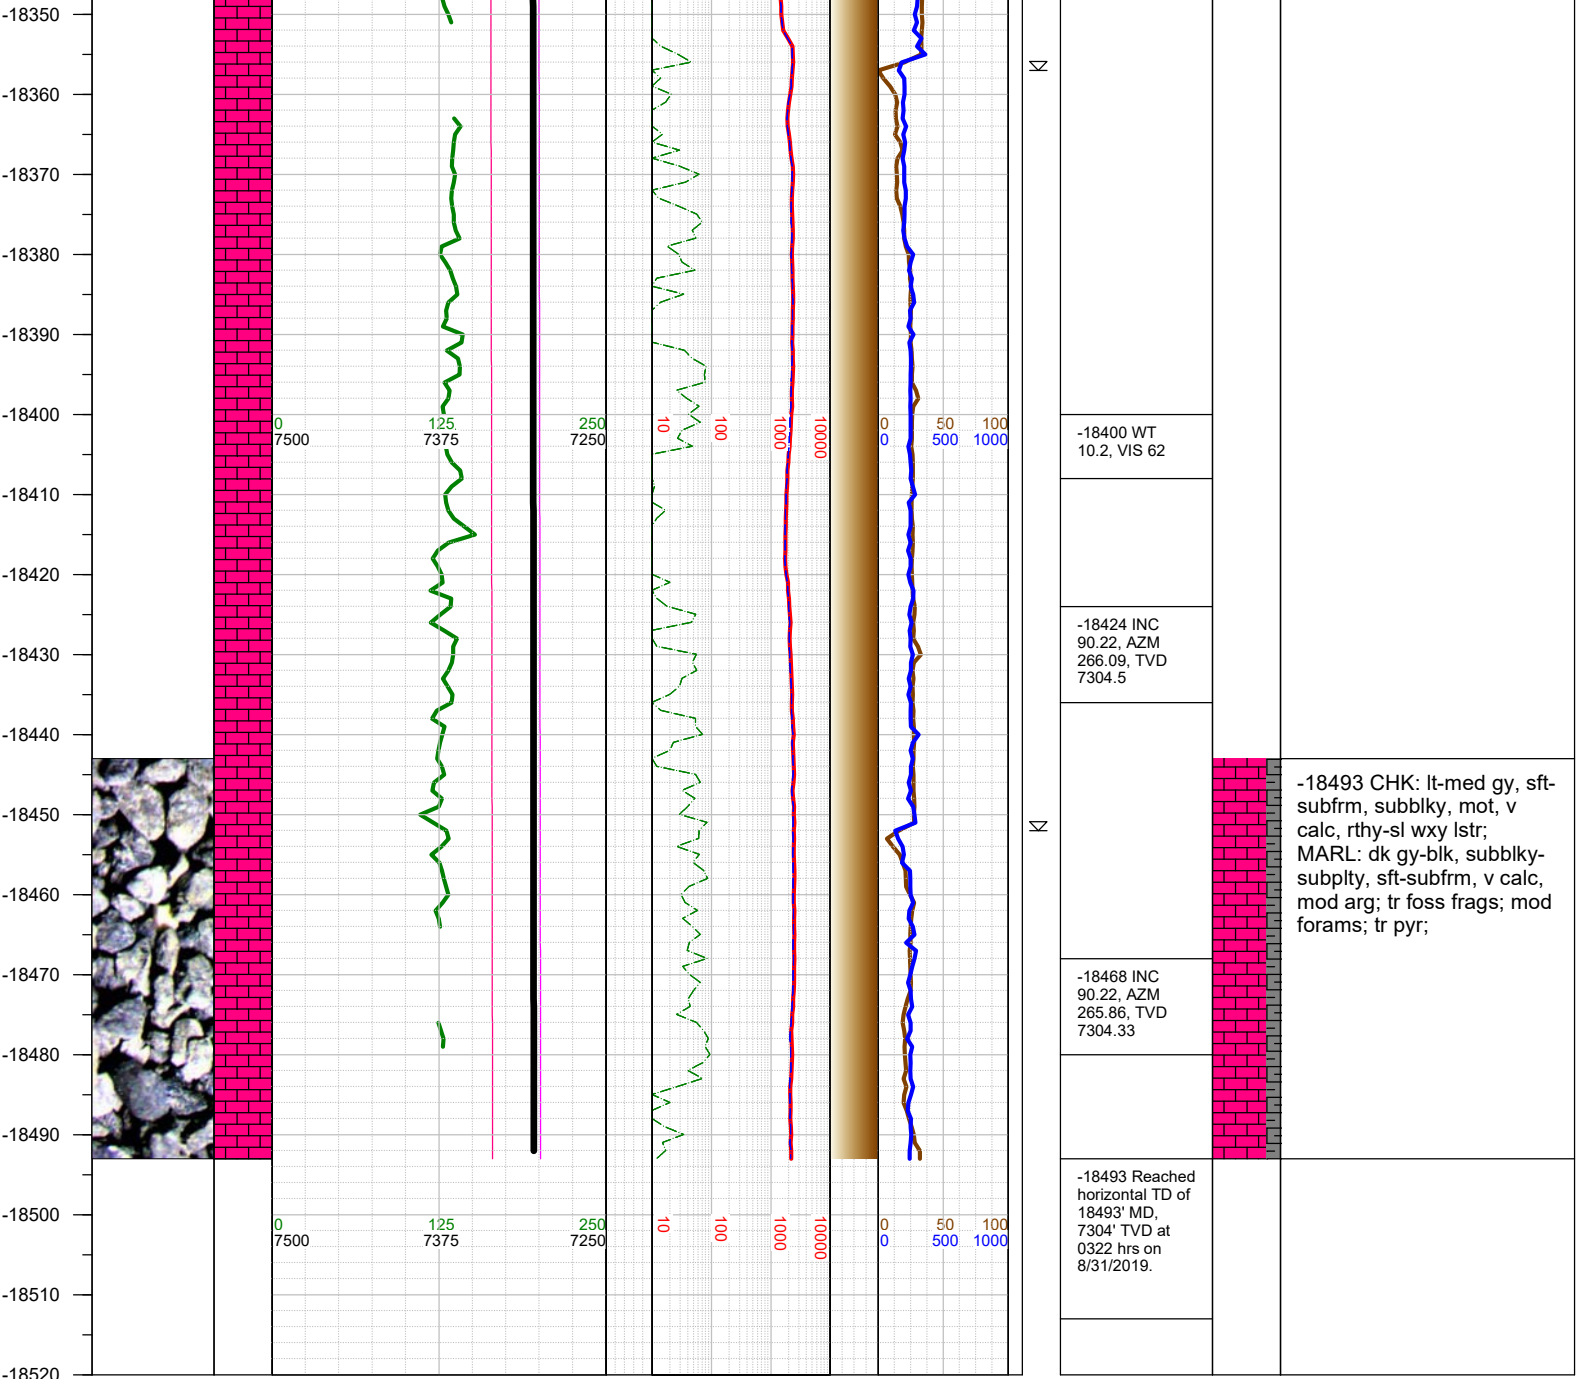 -18350
-18360
-18370
-18380
-18390
-18400
-18410
-18420
-18430
-18440
-18450
-18460
-18470
-18480
-18490
-18500
-18510
-18520
0 125 250
7500 7375 7250
10 100 1000 10000
0 50 100
0 500 1000
-18400 WT
10.2, VIS 62
-18424 INC
90.22, AZM
266.09, TVD
7304.5
-18468 INC
90.22, AZM
265.86, TVD
7304.33
-18493 CHK: lt-med gy, sft-
subfrm, subblky, mot, v
calc, rthy-sl wxy lstr;
MARL: dk gy-blk, subblky-
subplty, sft-subfrm, v calc,
mod arg; tr foss frags; mod
forams; tr pyr;
-18493 Reached
horizontal TD of
18493' MD,
7304' TVD at
0322 hrs on
8/31/2019.
0 125 250
7500 7375 7250
10 100 1000 10000
0 50 100
0 500 1000